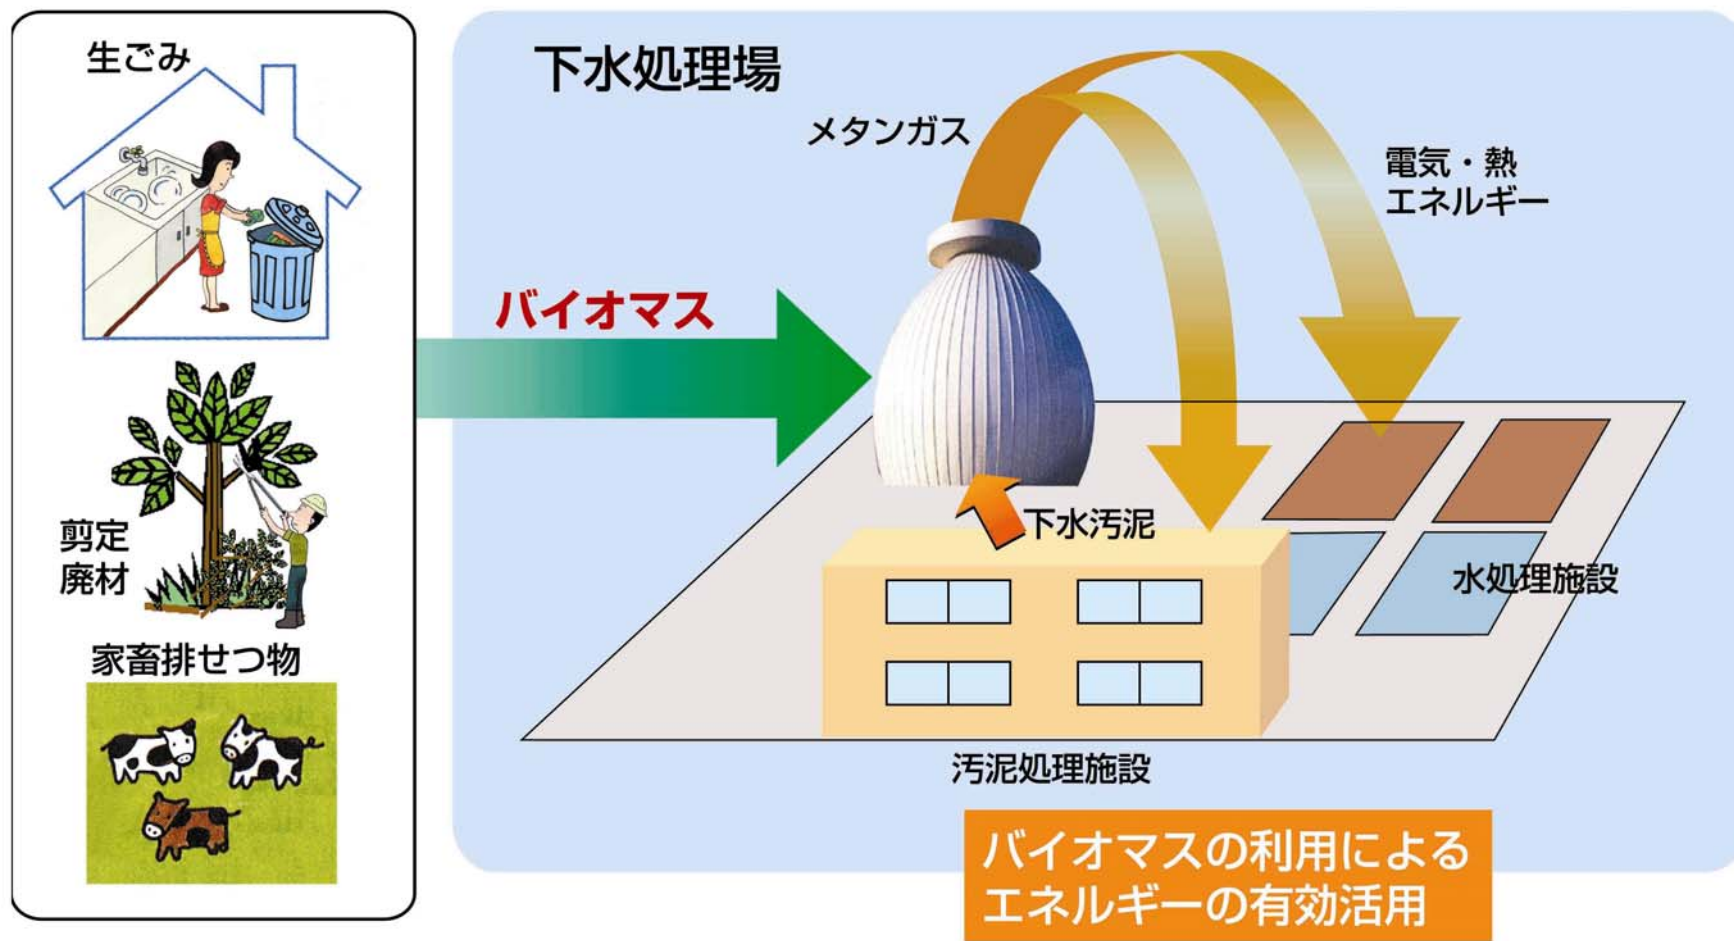 生ごみ
剪定
廃材
家畜排せつ物
バイオマス
下水処理場
メタンガス
電気・熱
エネルギー
下水汚泥
水処理施設
汚泥処理施設
バイオマスの利用による
エネルギーの有効活用